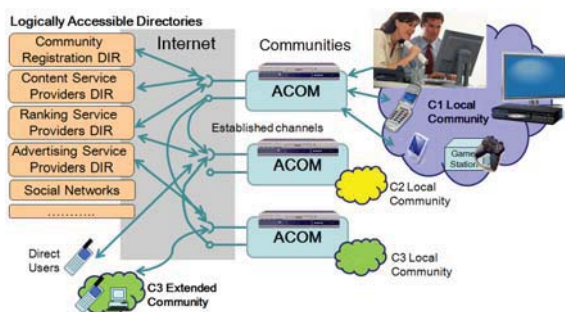 Logically Accessible Directories
Internet
Communities
Community
Registration DIR
Content Service
Providers DIR
Ranking Service
Providers DIR
Advertising Service
Providers DIR
Social Networks
...........
ACOM
Established channels
ACOM
ACOM
C1 Local
Community
Game
Station
C2 Local
Community
C3 Local
Community
Direct
Users
C3 Extended
Community